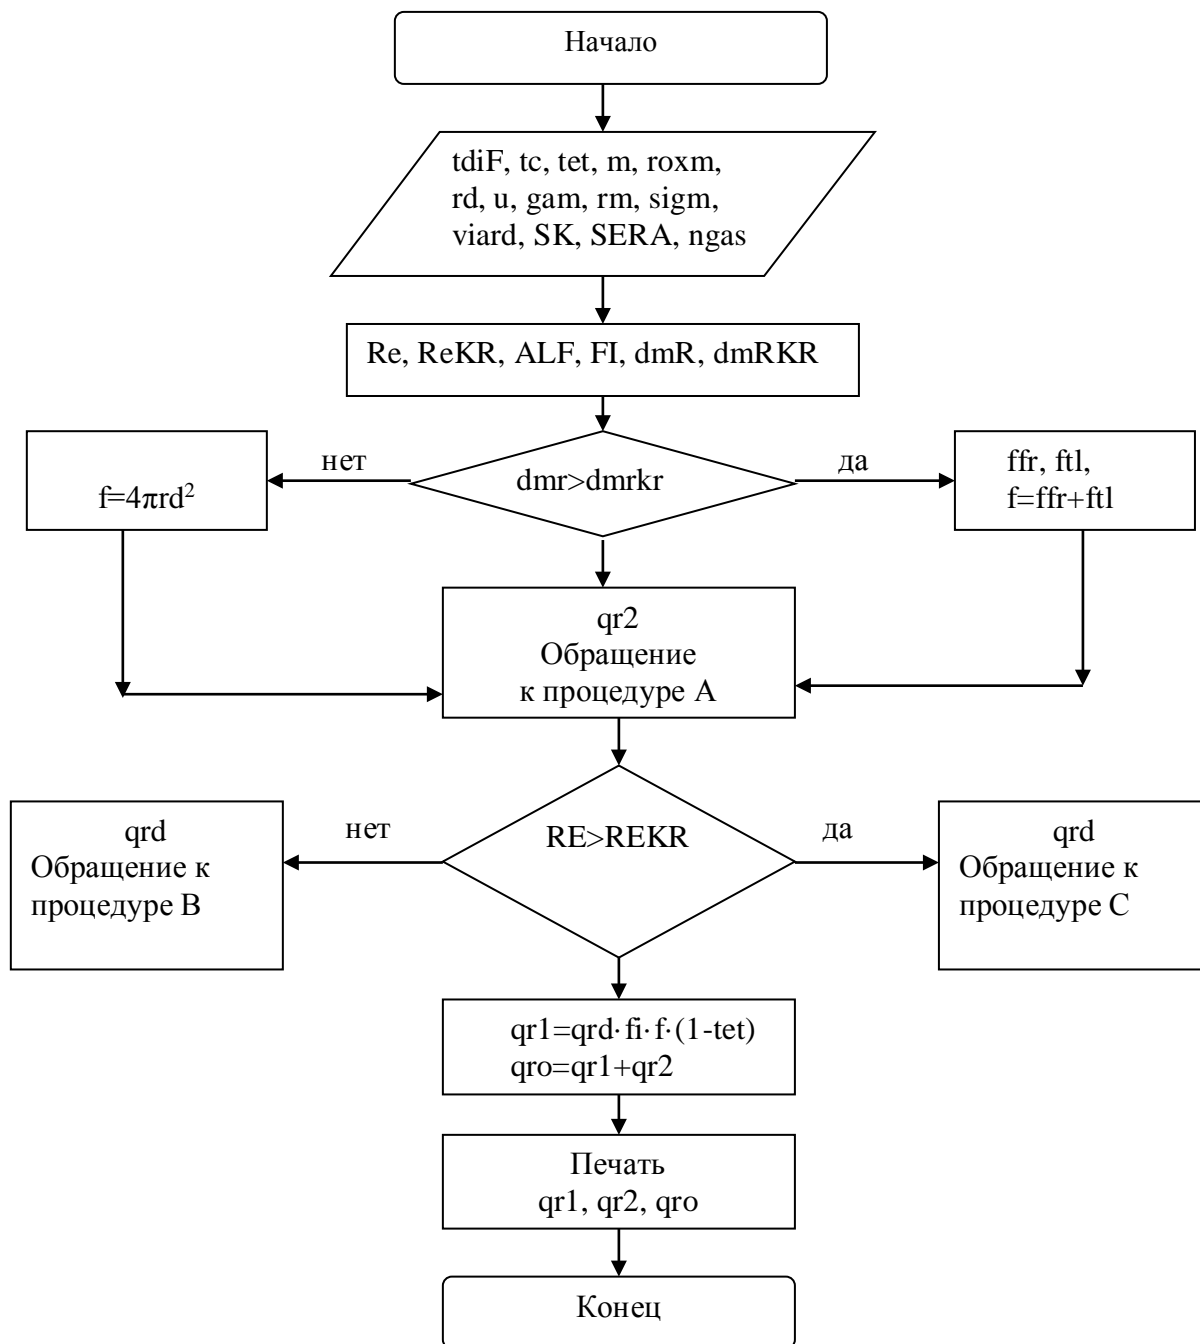 Начало
tdiF, tc, tet, m, roxm,
rd, u, gam, rm, sigm,
viard, SK, SERA, ngas
Re, ReKR, ALF, FI, dmR, dmRKR
нет
dmr>dmrkr
да
f=4πrd²
ffr, ftl,
f=ffr+ftl
qr2
Обращение
к процедуре А
нет
RE>REKR
да
qrd
Обращение к
процедуре В
qrd
Обращение к
процедуре С
qr1=qrd·fi·f·(1-tet)
qro=qr1+qr2
Печать
qr1, qr2, qro
Конец